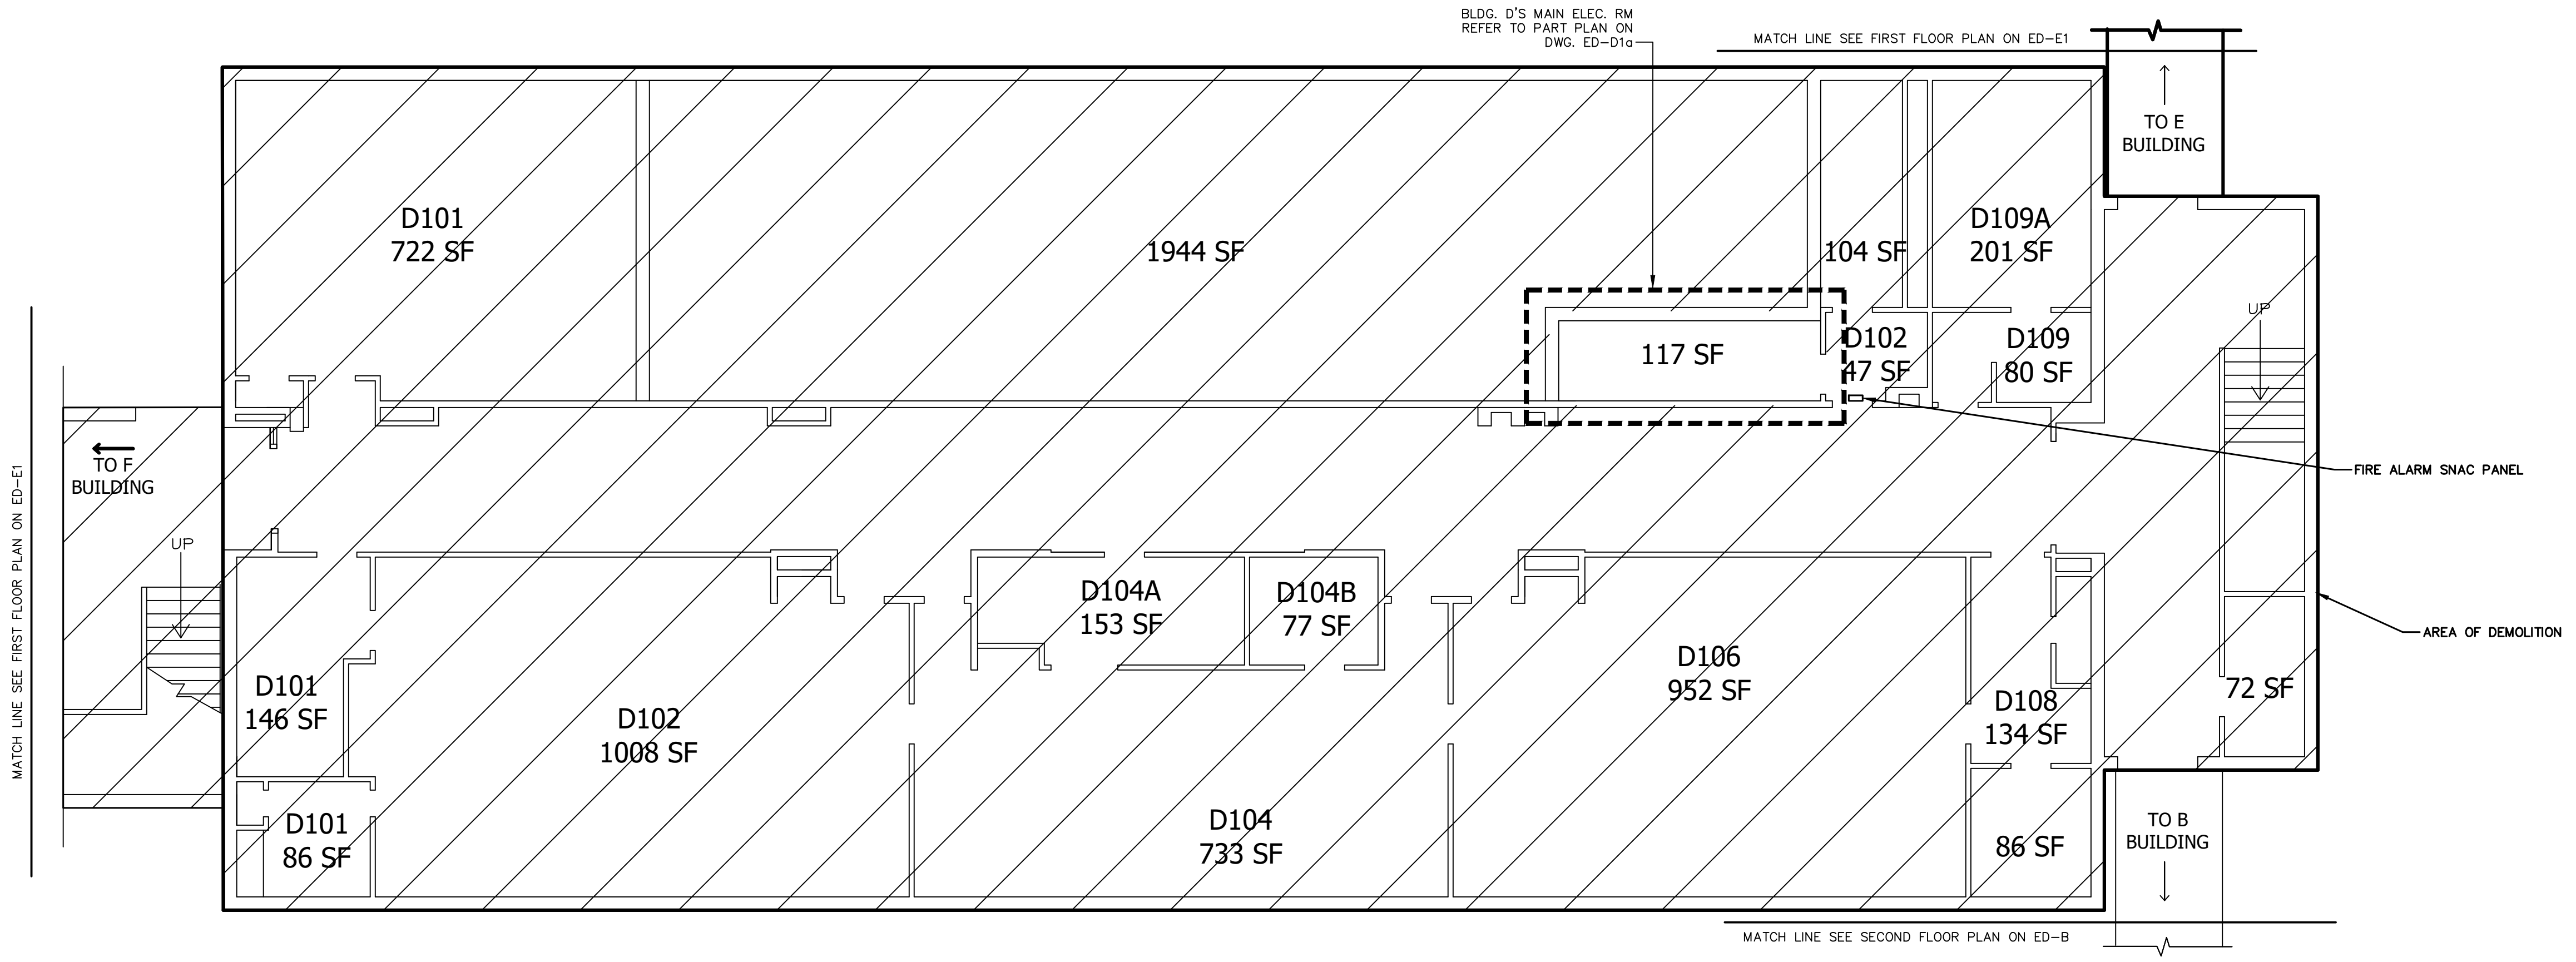 BLDG. D'S MAIN ELEC. RM
REFER TO PART PLAN ON
DWG. ED-D1a
MATCH LINE SEE FIRST FLOOR PLAN ON ED-E1
TO E
BUILDING
D101
722 SF
1944 SF
104 SF
D109A
201 SF
117 SF
D102
47 SF
D109
80 SF
UP
TO F
BUILDING
FIRE ALARM SNAC PANEL
MATCH LINE SEE FIRST FLOOR PLAN ON ED-E1
UP
D104A
153 SF
D104B
77 SF
AREA OF DEMOLITION
D101
146 SF
D102
1008 SF
D106
952 SF
D108
134 SF
72 SF
D101
86 SF
D104
733 SF
86 SF
TO B
BUILDING
MATCH LINE SEE SECOND FLOOR PLAN ON ED-B